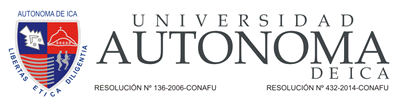 AUTONOMA DE ICA
LIBERTAS ETICA DILIGENTIA
UNIVERSIDAD
AUTONOMA
DE ICA
RESOLUCIÓN Nº 136-2006-CONAFU
RESOLUCIÓN Nº 432-2014-CONAFU